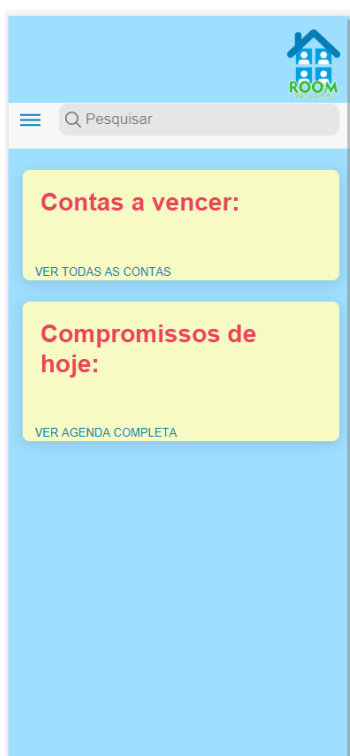 ROOM
Pesquisar
Contas a vencer:
VER TODAS AS CONTAS
Compromissos de
hoje:
VER AGENDA COMPLETA